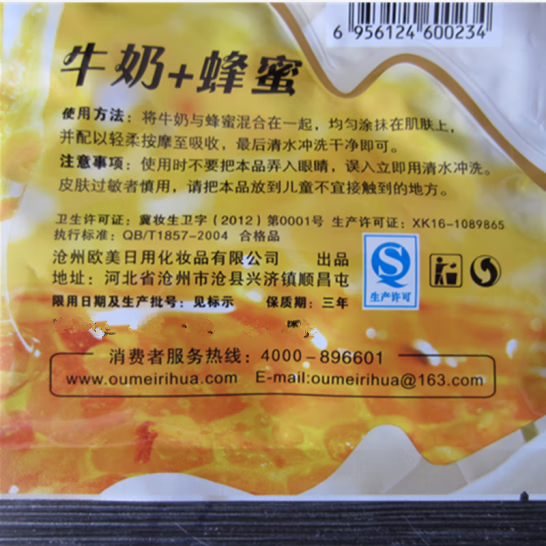 6 956124 600234
牛奶+蜂蜜
使用方法：将牛奶与蜂蜜混合在一起，均匀涂抹在肌肤上，
并配以轻柔按摩至吸收，最后清水冲洗干净即可。
注意事项：使用时不要把本品弄入眼睛，误入立即用清水冲洗。
皮肤过敏者慎用，请把本品放到儿童不宜接触到的地方。
卫生许可证：冀妆生卫字（2012）第0001号 生产许可证：XK16-1089865
执行标准：QB/T1857-2004 合格品
沧州欧美日用化妆品有限公司 出品
地址：河北省沧州市沧县兴济镇顺昌屯
生产许可
限用日期及生产批号：见标示 保质期：三年
消费者服务热线：4000-896601
www.oumeirihua.com E-mail:oumeirihua@163.com